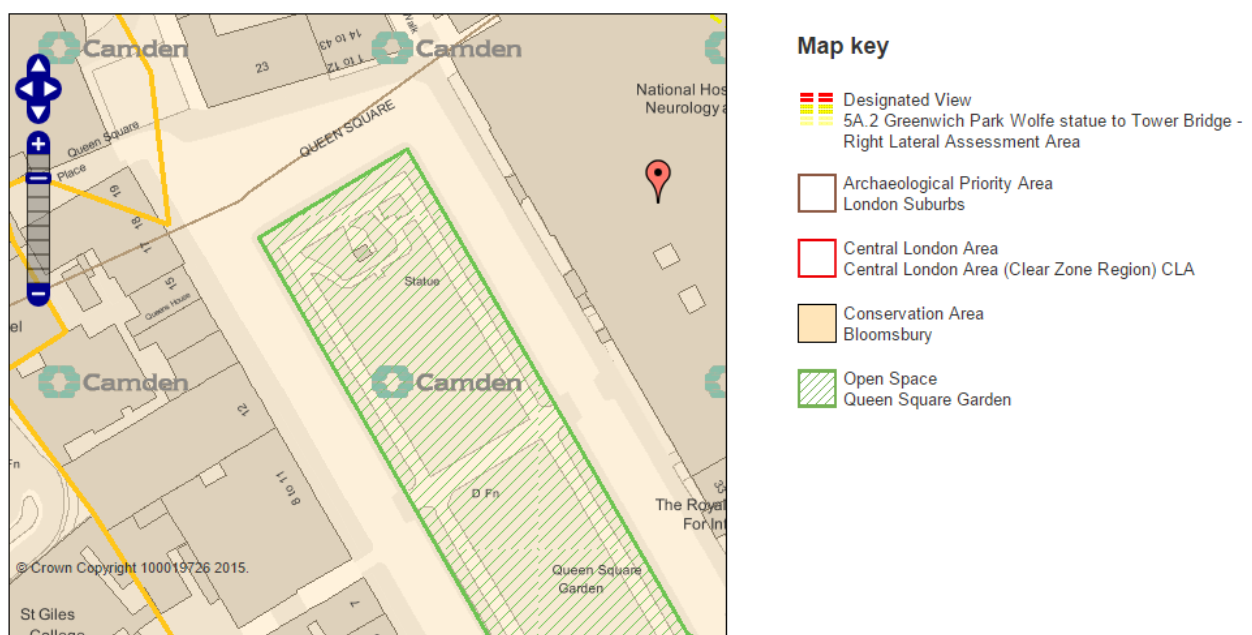 Camden
Camden
23
14 to 43
1 to 12
Walk
National Hos
Neurology a
QUEEN SQUARE
Queen Square
Place
19
18
17
15
Queens House
Statue
el
Camden
Camden
12
8 to 11
Fn
D Fn
33
The Royal
For Int
© Crown Copyright 100019726 2015.
Queen Square
Garden
7
St Giles
College
Map key
Designated View
5A.2 Greenwich Park Wolfe statue to Tower Bridge -
Right Lateral Assessment Area
Archaeological Priority Area
London Suburbs
Central London Area
Central London Area (Clear Zone Region) CLA
Conservation Area
Bloomsbury
Open Space
Queen Square Garden